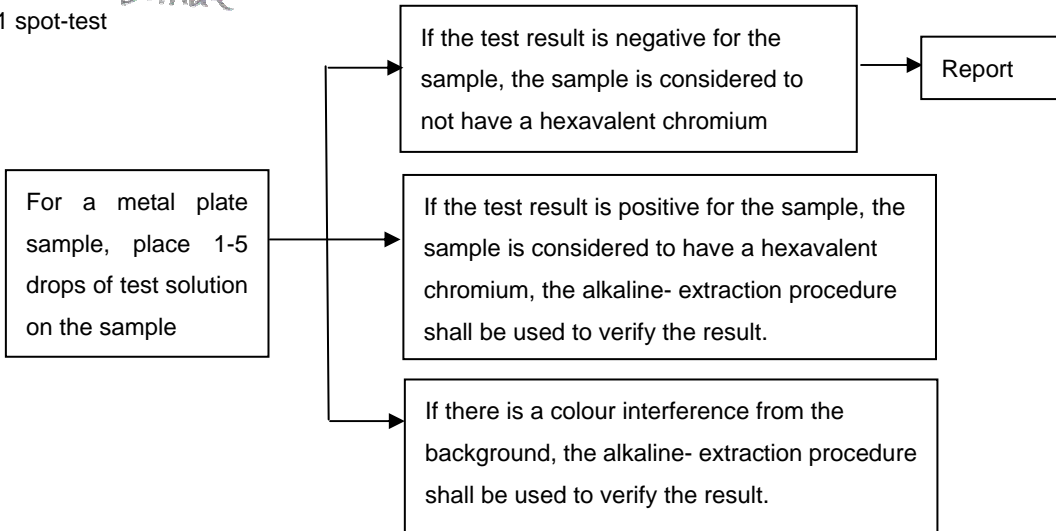 1 spot-test
If the test result is negative for the
sample, the sample is considered to
not have a hexavalent chromium
Report
For a metal plate
sample, place 1-5
drops of test solution
on the sample
If the test result is positive for the sample, the
sample is considered to have a hexavalent
chromium, the alkaline- extraction procedure
shall be used to verify the result.
If there is a colour interference from the
background, the alkaline- extraction procedure
shall be used to verify the result.